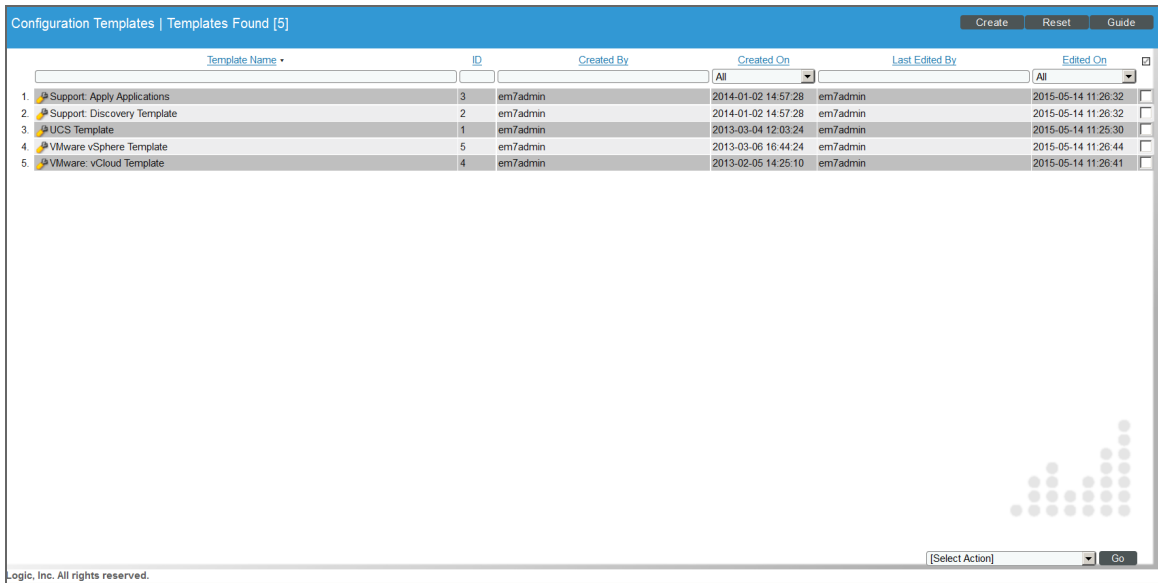 Configuration Templates | Templates Found [5] Create Reset Guide
Template Name ID Created By Created On Last Edited By Edited On
All All
1. Support: Apply Applications 3 em7admin 2014-01-02 14:57:28 em7admin 2015-05-14 11:26:32
2. Support: Discovery Template 2 em7admin 2014-01-02 14:57:28 em7admin 2015-05-14 11:26:32
3. UCS Template 1 em7admin 2013-03-04 12:03:24 em7admin 2015-05-14 11:25:30
4. VMware vSphere Template 5 em7admin 2013-03-06 16:44:24 em7admin 2015-05-14 11:26:44
5. VMware: vCloud Template 4 em7admin 2013-02-05 14:25:10 em7admin 2015-05-14 11:26:41
[Select Action] Go
Logic, Inc. All rights reserved.